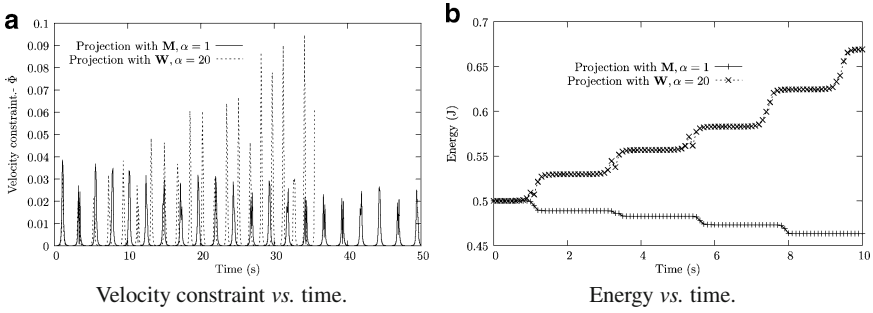 a
Velocity constraint.- Φ̇
0.1
0.09
0.08
0.07
0.06
0.05
0.04
0.03
0.02
0.01
0
Projection with M, α = 1
Projection with W, α = 20
0 10 20 30 40 50
Time (s)
Velocity constraint vs. time.
b
Energy (J)
0.7
0.65
0.6
0.55
0.5
0.45
Projection with M, α = 1
Projection with W, α = 20
0 2 4 6 8 10
Time (s)
Energy vs. time.